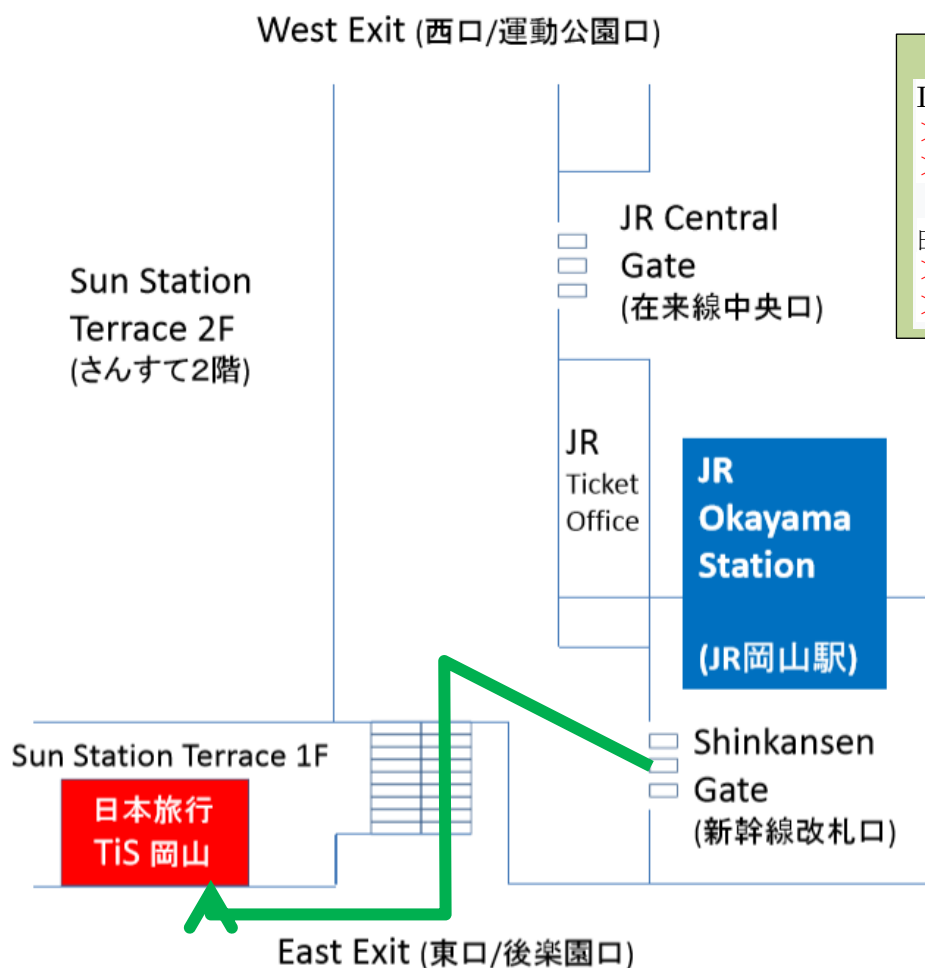 West Exit (西口/運動公園口)
JR Central
Gate
(在来線中央口)
Sun Station
Terrace 2F
(さんすて2階)
JR
Ticket
Office
JR
Okayama
Station
(JR岡山駅)
Sun Station Terrace 1F
日本旅行
TiS 岡山
Shinkansen
Gate
(新幹線改札口)
East Exit (東口/後楽園口)